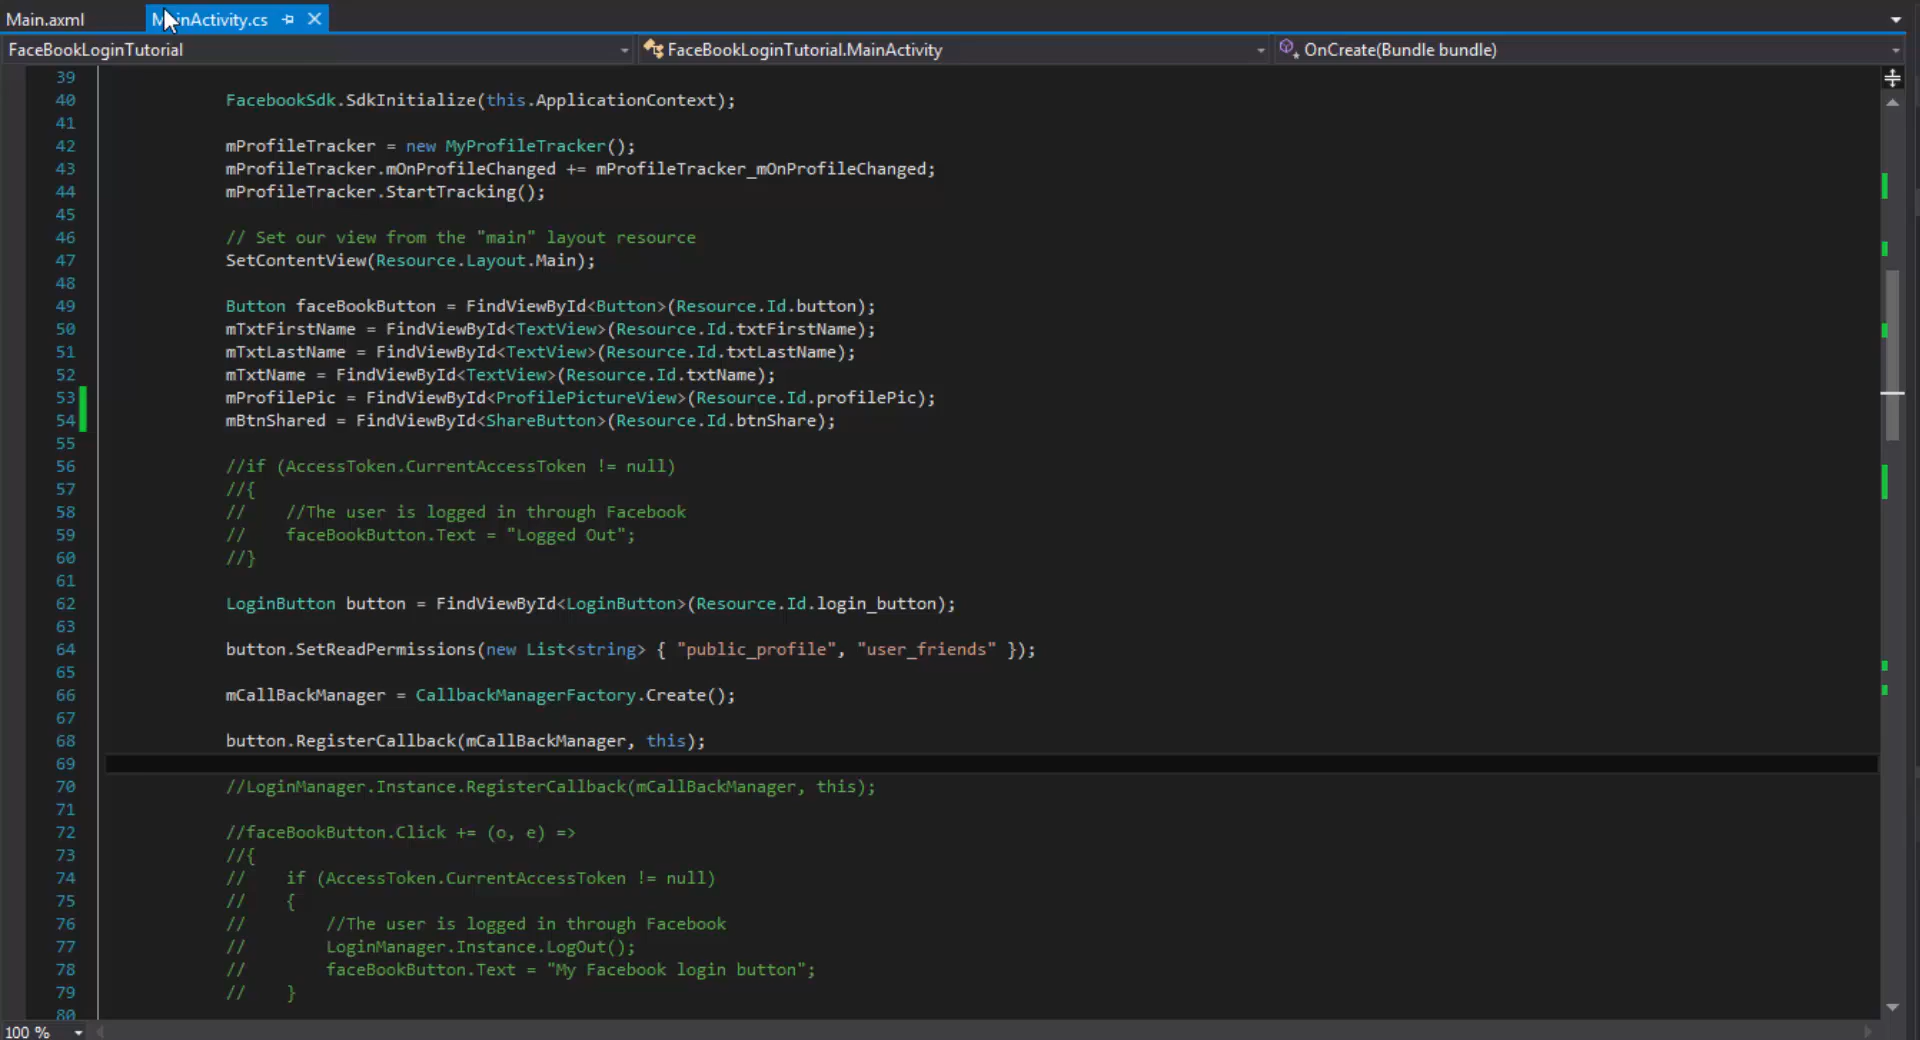 Main.axml
MainActivity.cs
FaceBookLoginTutorial
FaceBookLoginTutorial.MainActivity
OnCreate(Bundle bundle)
39
40 FacebookSdk.SdkInitialize(this.ApplicationContext);
41
42 mProfileTracker = new MyProfileTracker();
43 mProfileTracker.mOnProfileChanged += mProfileTracker_mOnProfileChanged;
44 mProfileTracker.StartTracking();
45
46 // Set our view from the "main" layout resource
47 SetContentView(Resource.Layout.Main);
48
49 Button faceBookButton = FindViewById<Button>(Resource.Id.button);
50 mTxtFirstName = FindViewById<TextView>(Resource.Id.txtFirstName);
51 mTxtLastName = FindViewById<TextView>(Resource.Id.txtLastName);
52 mTxtName = FindViewById<TextView>(Resource.Id.txtName);
53 mProfilePic = FindViewById<ProfilePictureView>(Resource.Id.profilePic);
54 mBtnShared = FindViewById<ShareButton>(Resource.Id.btnShare);
55
56 //if (AccessToken.CurrentAccessToken != null)
57 //{
58 // //The user is logged in through Facebook
59 // faceBookButton.Text = "Logged Out";
60 //}
61
62 LoginButton button = FindViewById<LoginButton>(Resource.Id.login_button);
63
64 button.SetReadPermissions(new List<string> { "public_profile", "user_friends" });
65
66 mCallBackManager = CallbackManagerFactory.Create();
67
68 button.RegisterCallback(mCallBackManager, this);
69
70 //LoginManager.Instance.RegisterCallback(mCallBackManager, this);
71
72 //faceBookButton.Click += (o, e) =>
73 //{
74 // if (AccessToken.CurrentAccessToken != null)
75 // {
76 // //The user is logged in through Facebook
77 // LoginManager.Instance.LogOut();
78 // faceBookButton.Text = "My Facebook login button";
79 // }
80
100 %